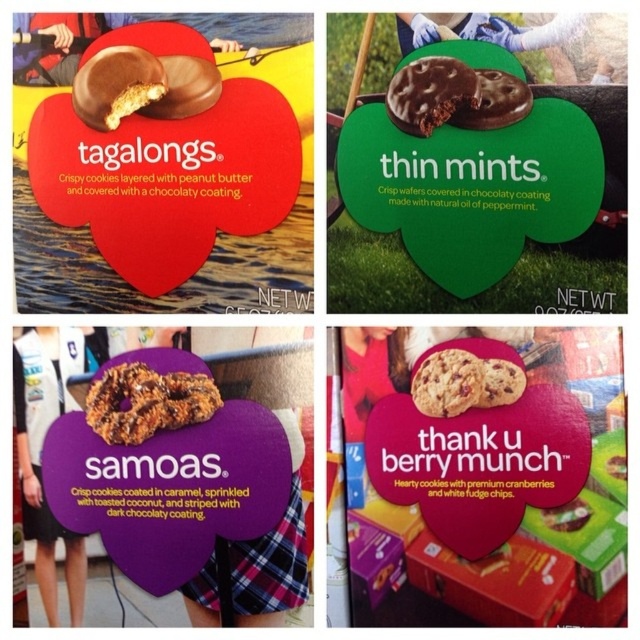 tagalongs®
Crispy cookies layered with peanut butter
and covered with a chocolaty coating.
NET W
thin mints®
Crisp wafers covered in chocolaty coating
made with natural oil of peppermint.
NET WT
samoas®
Crisp cookies coated in caramel, sprinkled
with toasted coconut, and striped with
dark chocolaty coating.
thank u
berry munch™
Hearty cookies with premium cranberries
and white fudge chips.